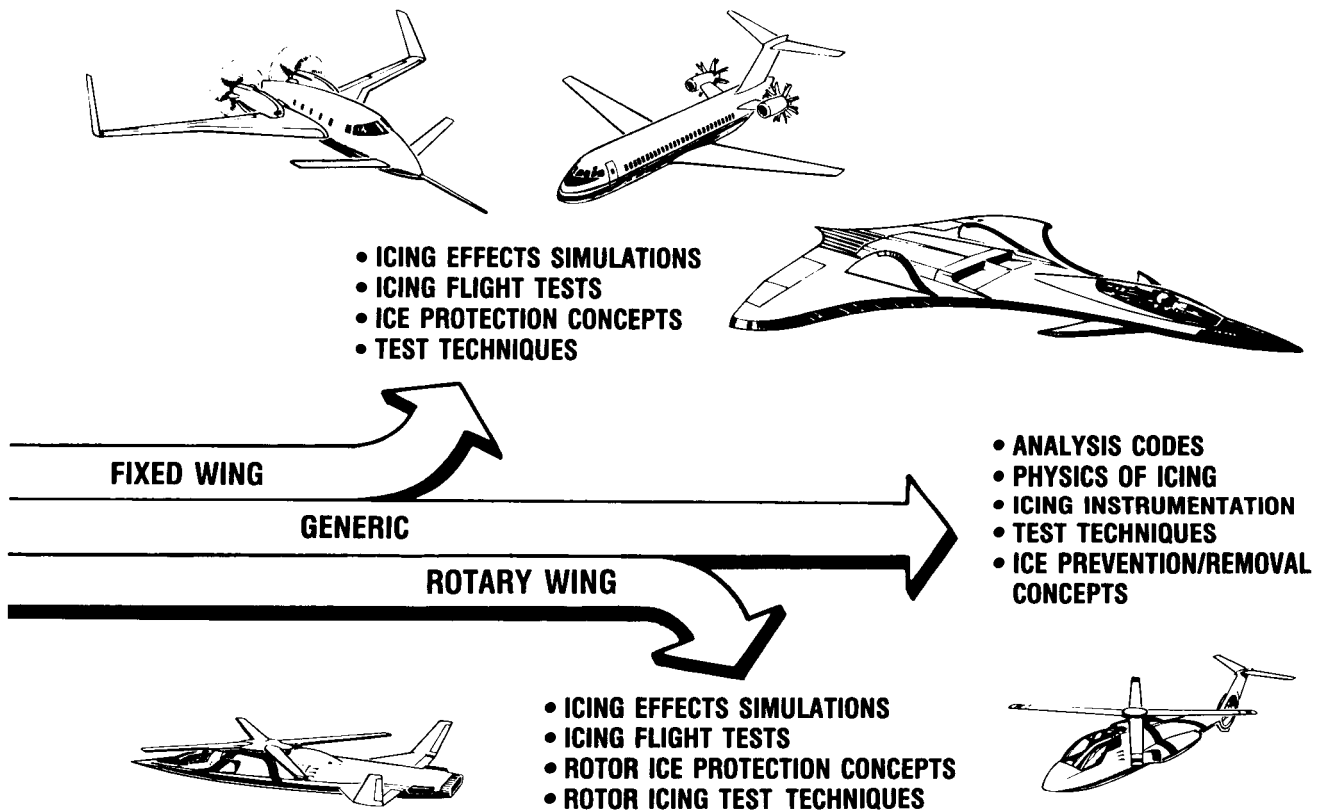 • ICING EFFECTS SIMULATIONS
• ICING FLIGHT TESTS
• ICE PROTECTION CONCEPTS
• TEST TECHNIQUES
FIXED WING
GENERIC
ROTARY WING
• ANALYSIS CODES
• PHYSICS OF ICING
• ICING INSTRUMENTATION
• TEST TECHNIQUES
• ICE PREVENTION/REMOVAL
CONCEPTS
• ICING EFFECTS SIMULATIONS
• ICING FLIGHT TESTS
• ROTOR ICE PROTECTION CONCEPTS
• ROTOR ICING TEST TECHNIQUES